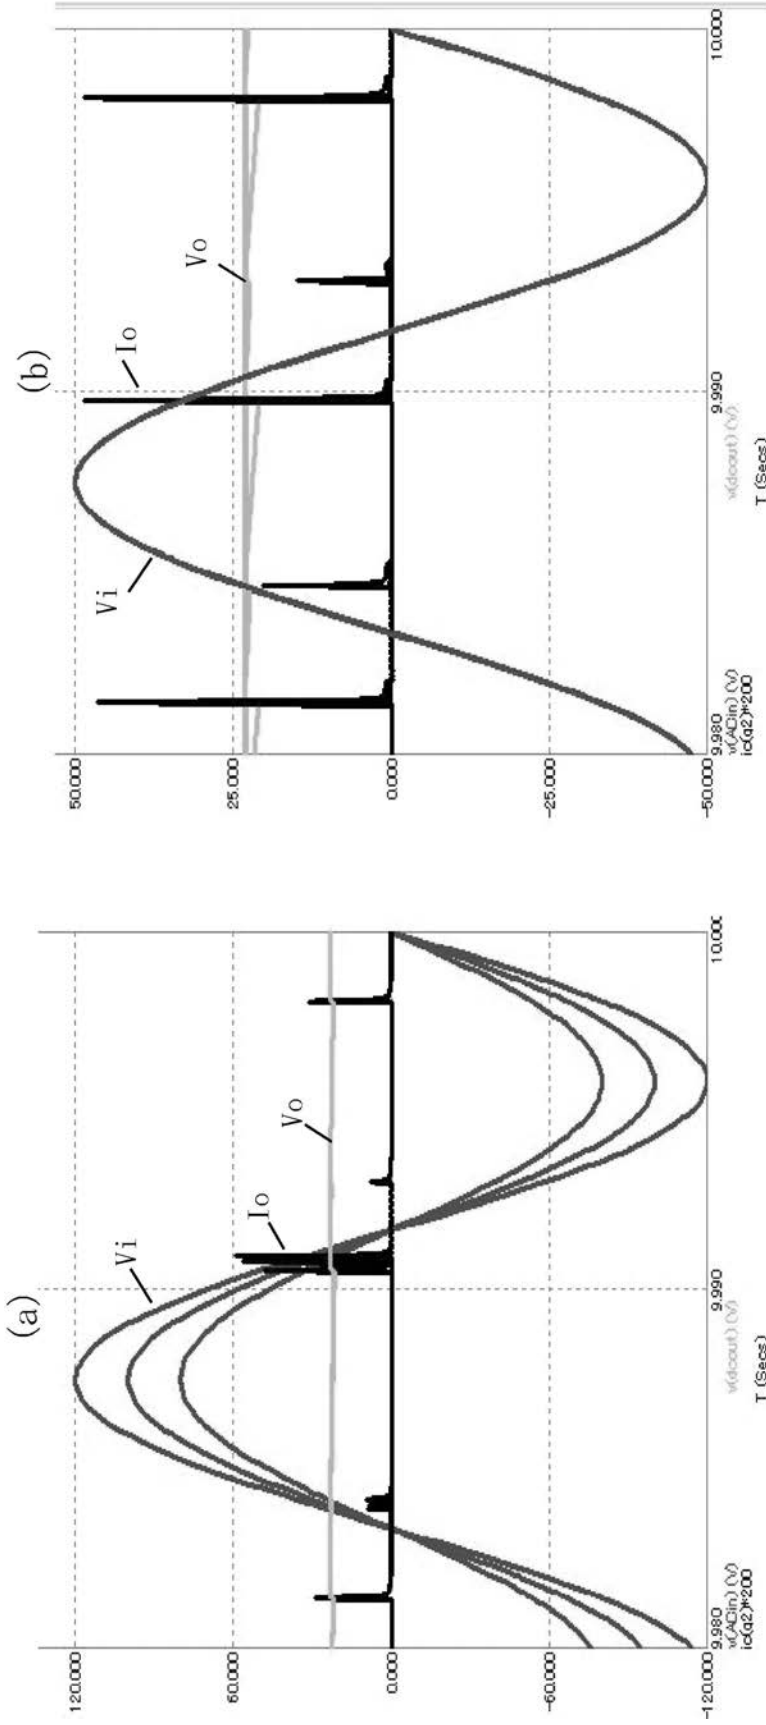 (a)
120.000
60.000
0.000
-60.000
-120.000
Vi
Io
Vo
9.980
9.990
10.000
v(ACin) (V)
v(dcout) (V)
ic(q2)*200
T (Secs)
(b)
50.000
25.000
0.000
-25.000
-50.000
Vi
Io
Vo
9.980
9.990
10.000
v(ACin) (V)
v(dcout) (V)
ic(q2)*200
T (Secs)